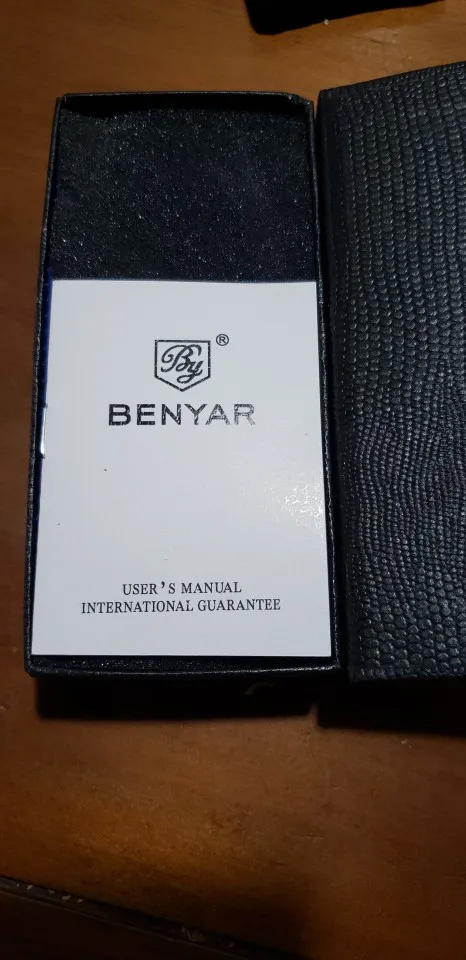 By ®
BENYAR
USER'S MANUAL
INTERNATIONAL GUARANTEE